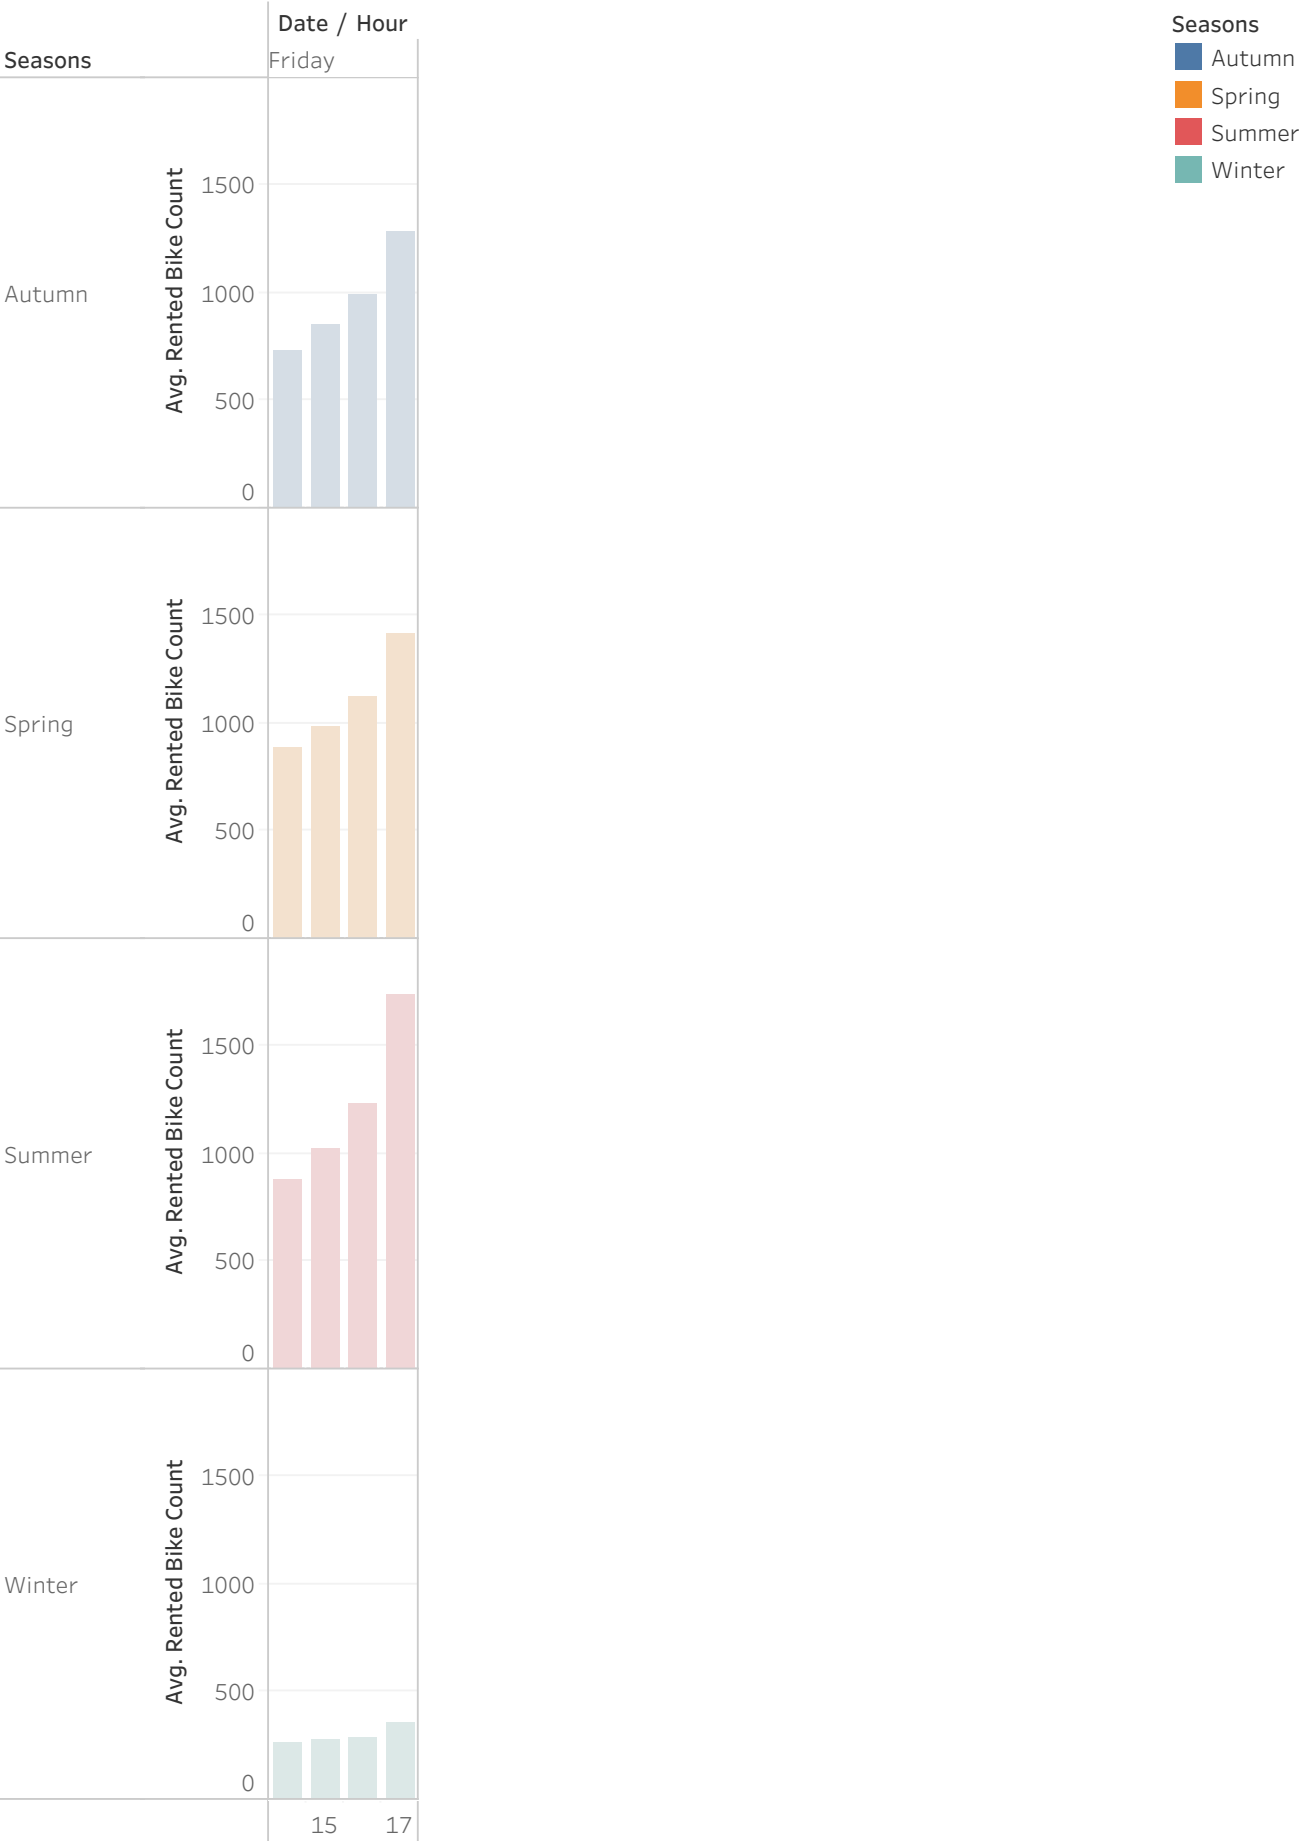 Date / Hour
Seasons
Friday
Autumn
Avg. Rented Bike Count
1500
1000
500
0
Spring
Avg. Rented Bike Count
1500
1000
500
0
Summer
Avg. Rented Bike Count
1500
1000
500
0
Winter
Avg. Rented Bike Count
1500
1000
500
0
15
17
Seasons
Autumn
Spring
Summer
Winter